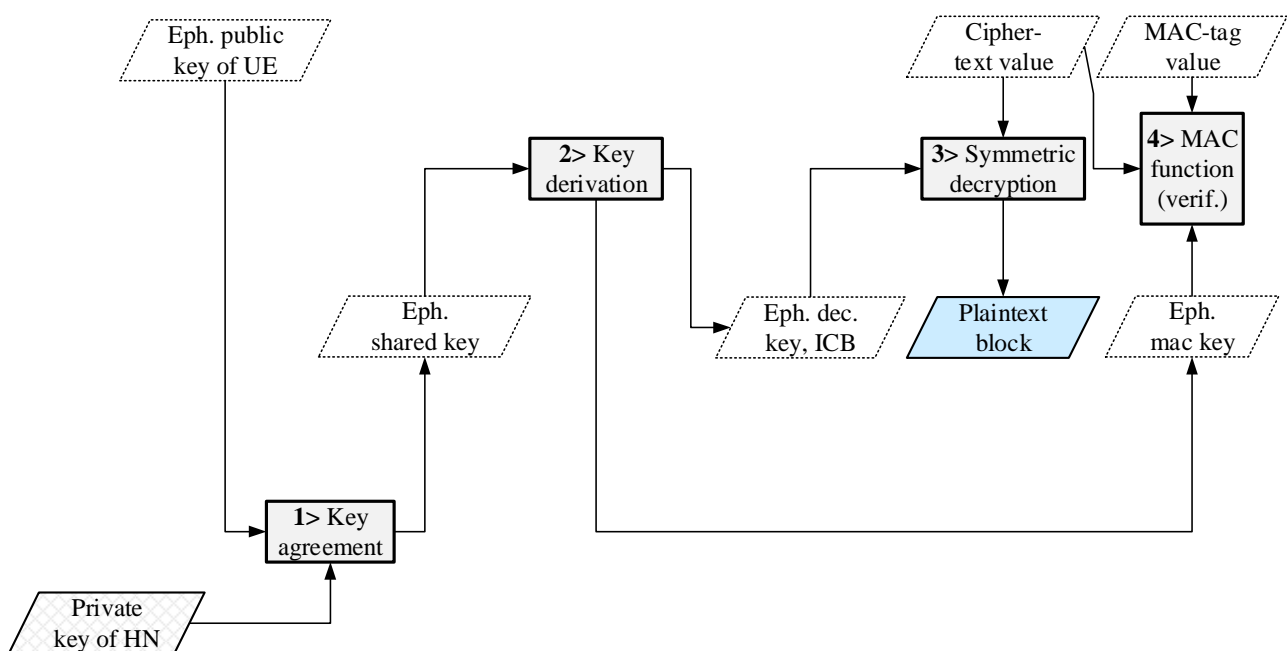 Eph. public
key of UE
Cipher-
text value
MAC-tag
value
2> Key
derivation
3> Symmetric
decryption
4> MAC
function
(verif.)
Eph.
shared key
Eph. dec.
key, ICB
Plaintext
block
Eph.
mac key
1> Key
agreement
Private
key of HN